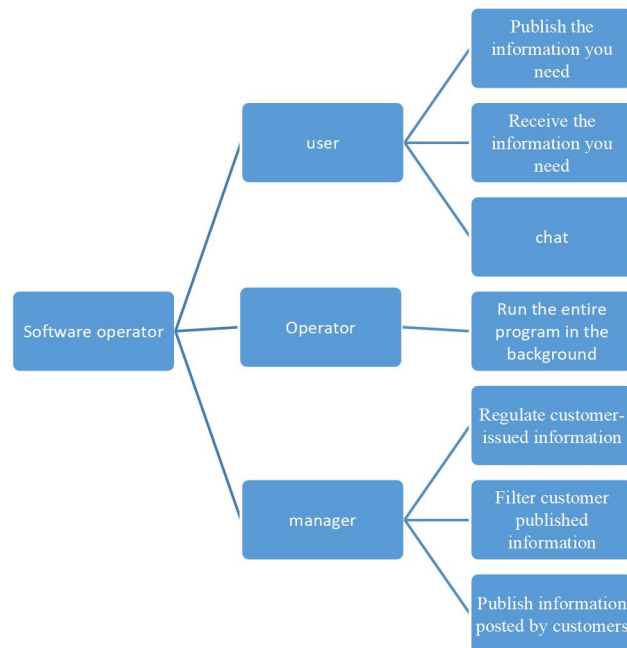 Software operator
user
Publish the
information you
need
Receive the
information you
need
chat
Operator
Run the entire
program in the
background
manager
Regulate customer-
issued information
Filter customer
published
information
Publish information
posted by customers